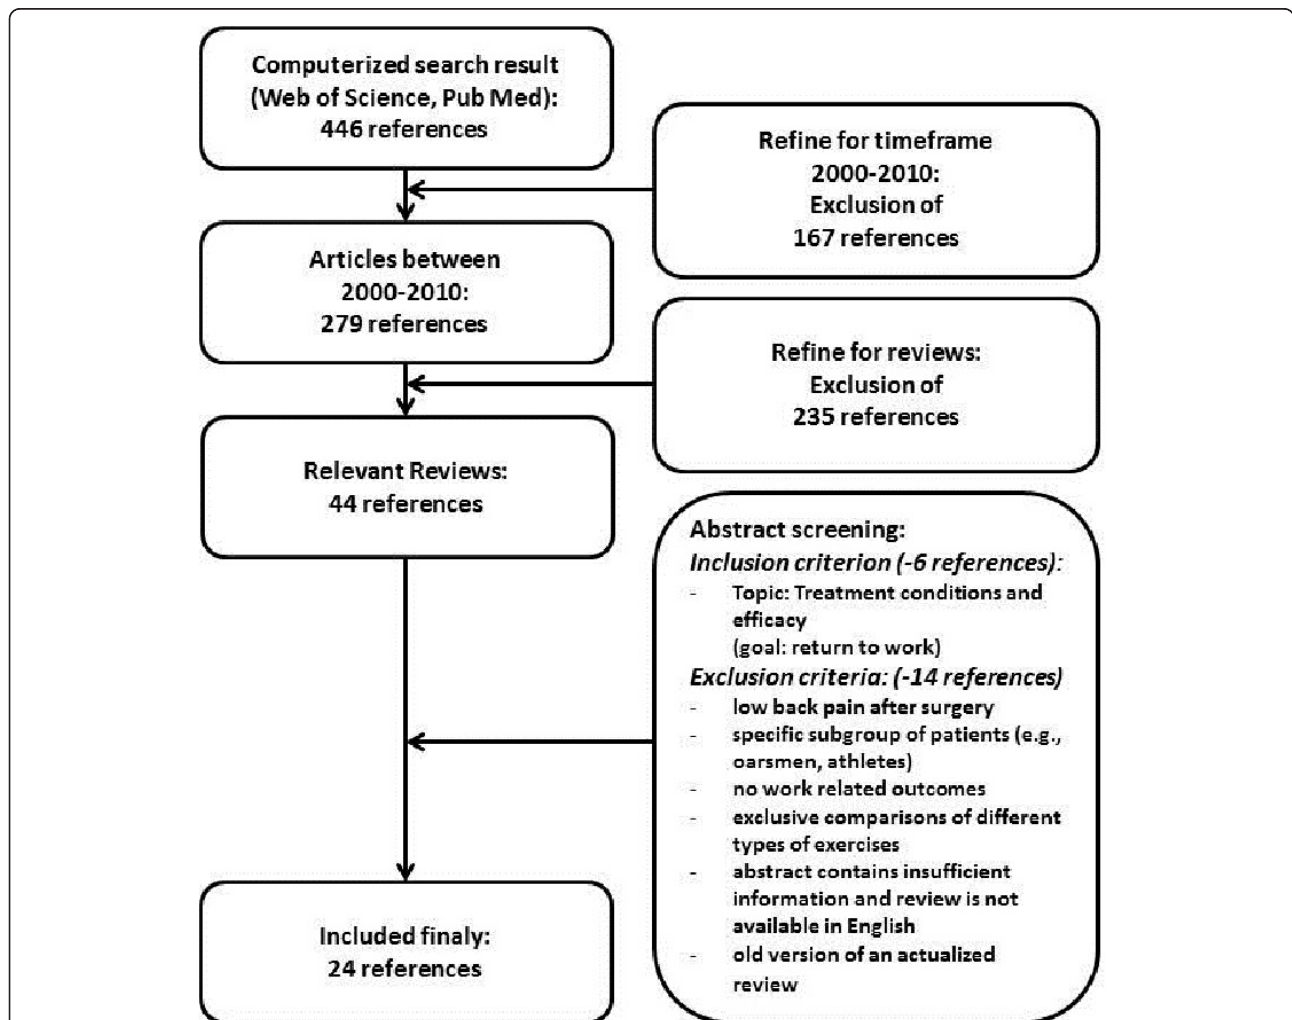 Computerized search result
(Web of Science, Pub Med):
446 references
Refine for timeframe
2000-2010:
Exclusion of
167 references
Articles between
2000-2010:
279 references
Refine for reviews:
Exclusion of
235 references
Relevant Reviews:
44 references
Abstract screening:
Inclusion criterion (-6 references):
- Topic: Treatment conditions and
efficacy
(goal: return to work)
Exclusion criteria: (-14 references)
- low back pain after surgery
- specific subgroup of patients (e.g.,
oarsmen, athletes)
- no work related outcomes
- exclusive comparisons of different
types of exercises
- abstract contains insufficient
information and review is not
available in English
- old version of an actualized
review
Included finaly:
24 references